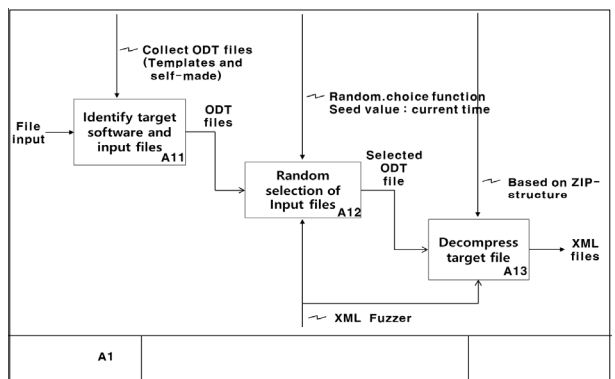 Collect ODT files
(Templates and
self-made)
File
input
Identify target
software and
input files
A11
ODT
files
Random.choice function
Seed value : current time
Random
selection of
Input files
A12
Selected
ODT
file
Based on ZIP-
structure
Decompress
target file
A13
XML
files
XML Fuzzer
A1